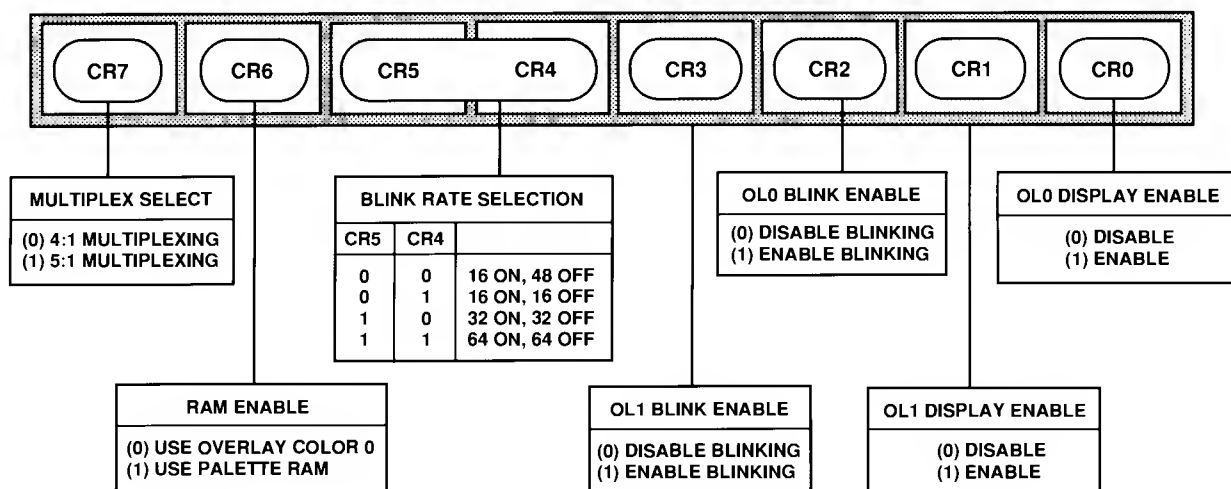 CR7 CR6 CR5 CR4 CR3 CR2 CR1 CR0
MULTIPLEX SELECT
(0) 4:1 MULTIPLEXING
(1) 5:1 MULTIPLEXING
BLINK RATE SELECTION
CR5 CR4
0 0 16 ON, 48 OFF
0 1 16 ON, 16 OFF
1 0 32 ON, 32 OFF
1 1 64 ON, 64 OFF
OL0 BLINK ENABLE
(0) DISABLE BLINKING
(1) ENABLE BLINKING
OL0 DISPLAY ENABLE
(0) DISABLE
(1) ENABLE
RAM ENABLE
(0) USE OVERLAY COLOR 0
(1) USE PALETTE RAM
OL1 BLINK ENABLE
(0) DISABLE BLINKING
(1) ENABLE BLINKING
OL1 DISPLAY ENABLE
(0) DISABLE
(1) ENABLE